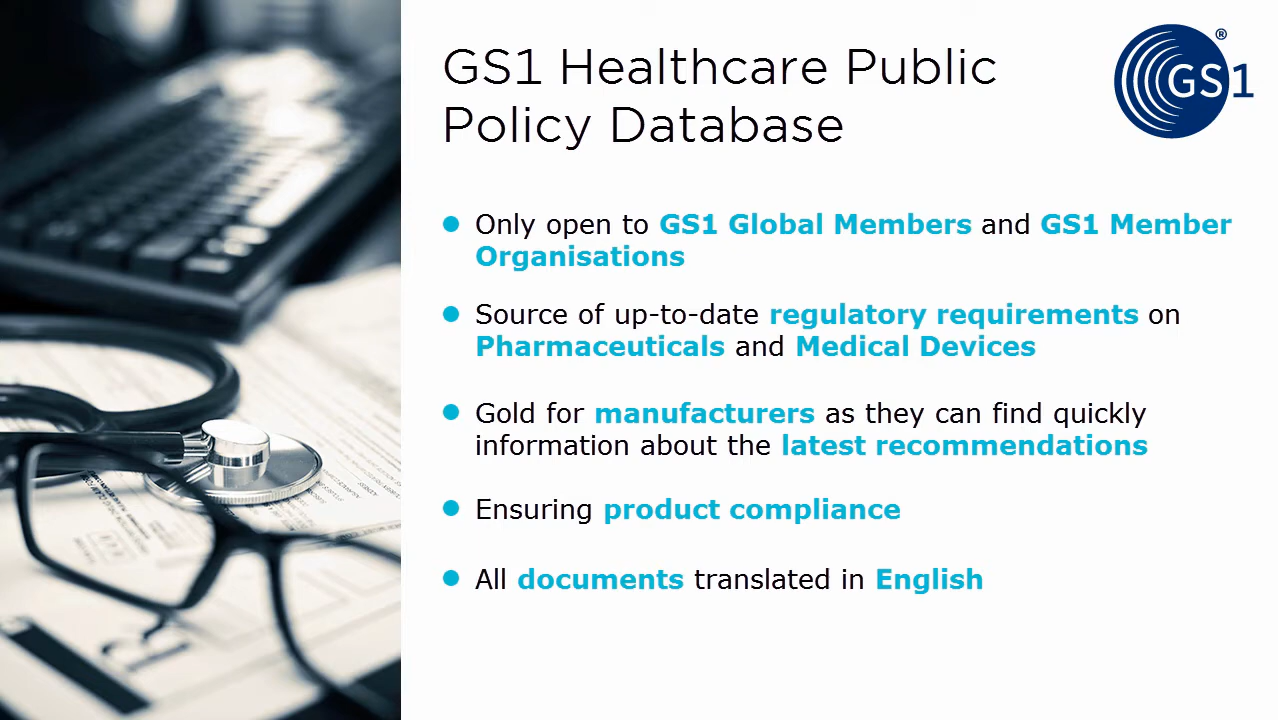 GS1 Healthcare Public
Policy Database
GS1
®
Only open to GS1 Global Members and GS1 Member
Organisations
Source of up-to-date regulatory requirements on
Pharmaceuticals and Medical Devices
Gold for manufacturers as they can find quickly
information about the latest recommendations
Ensuring product compliance
All documents translated in English